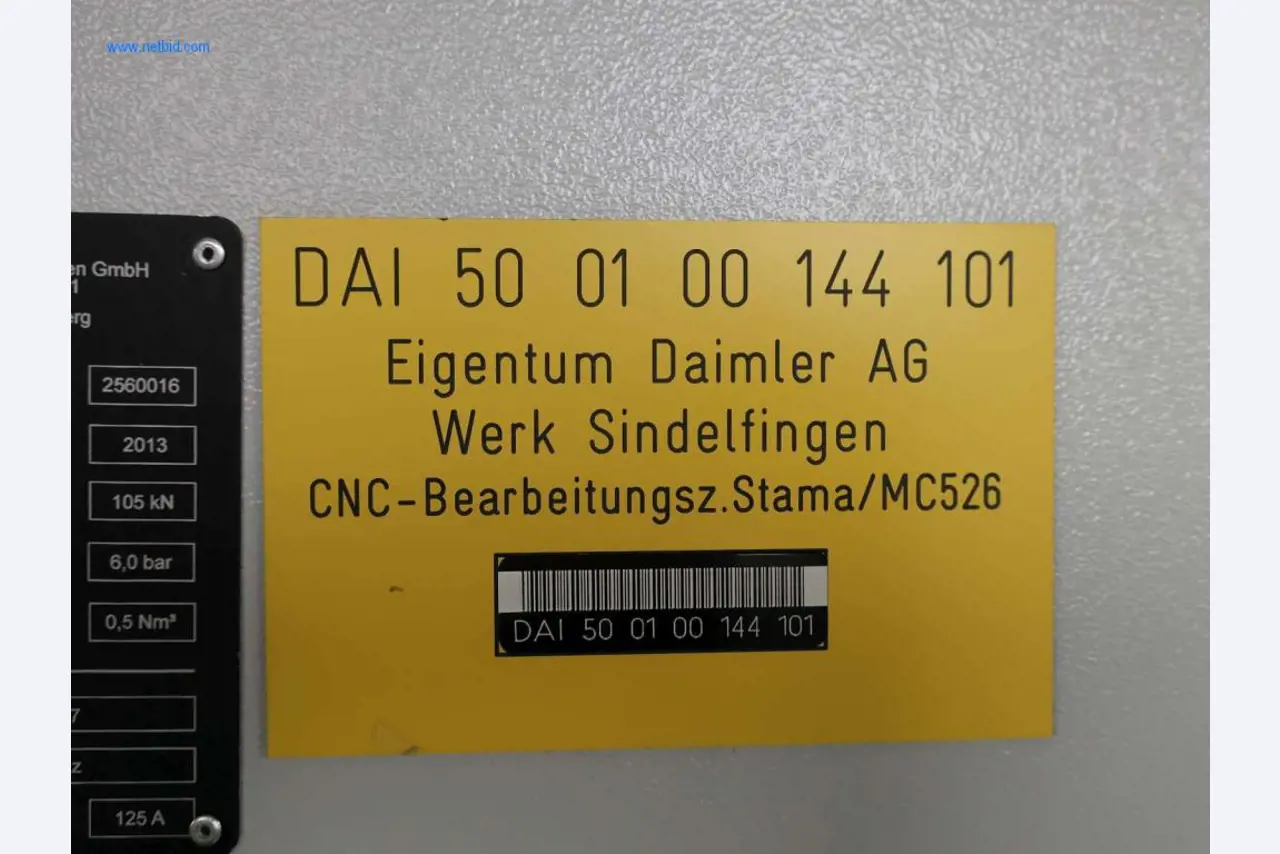 www.netbid.com
en GmbH
1
erg
2560016
2013
105 kN
6,0 bar
0,5 Nm³
7
z
125 A
DAI 50 01 00 144 101
Eigentum Daimler AG
Werk Sindelfingen
CNC-Bearbeitungsz.Stama/MC526
DAI 50 01 00 144 101